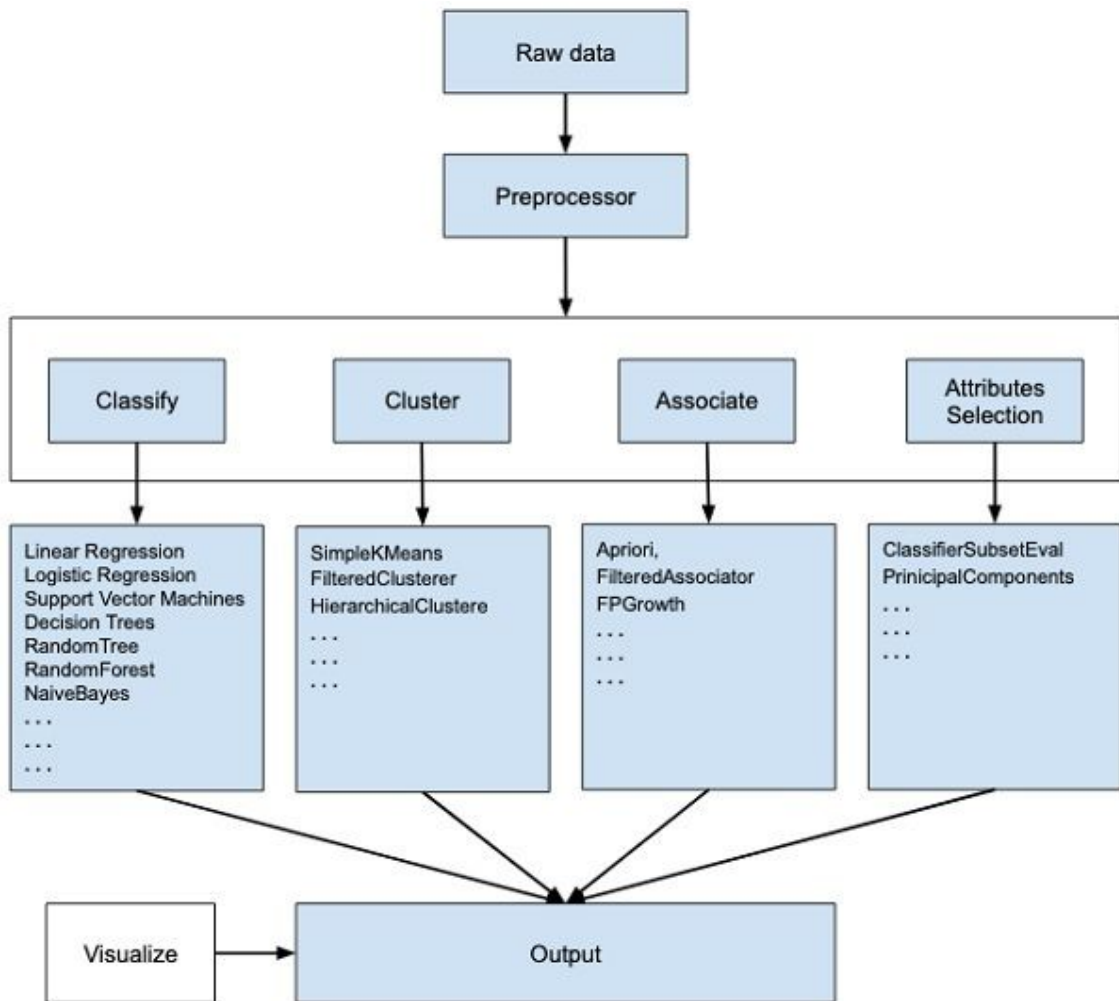 Raw data
Preprocessor
Classify
Cluster
Associate
Attributes
Selection
Linear Regression
Logistic Regression
Support Vector Machines
Decision Trees
RandomTree
RandomForest
NaiveBayes
. . .
. . .
. . .
SimpleKMeans
FilteredClusterer
HierarchicalClustere
. . .
. . .
. . .
Apriori,
FilteredAssociator
FPGrowth
. . .
. . .
. . .
ClassifierSubsetEval
PrinicipalComponents
. . .
. . .
. . .
Visualize
Output